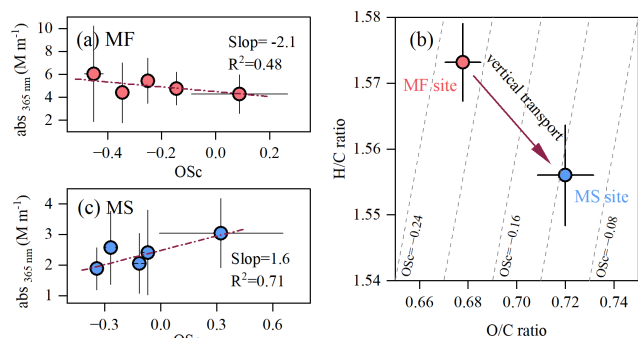 (a) MF
Slop= -2.1
R²=0.48
abs 365 nm (M m⁻¹)
10
8
6
4
2
−0.4
−0.2
0.0
0.2
OSc
(c) MS
Slop=1.6
R²=0.71
abs 365 nm (M m⁻¹)
4
3
2
1
−0.3
0.0
0.3
0.6
(b)
MF site
vertical transport
MS site
OSc=−0.24
OSc=−0.16
OSc=−0.08
H/C ratio
1.58
1.57
1.56
1.55
1.54
0.66
0.68
0.70
0.72
0.74
O/C ratio